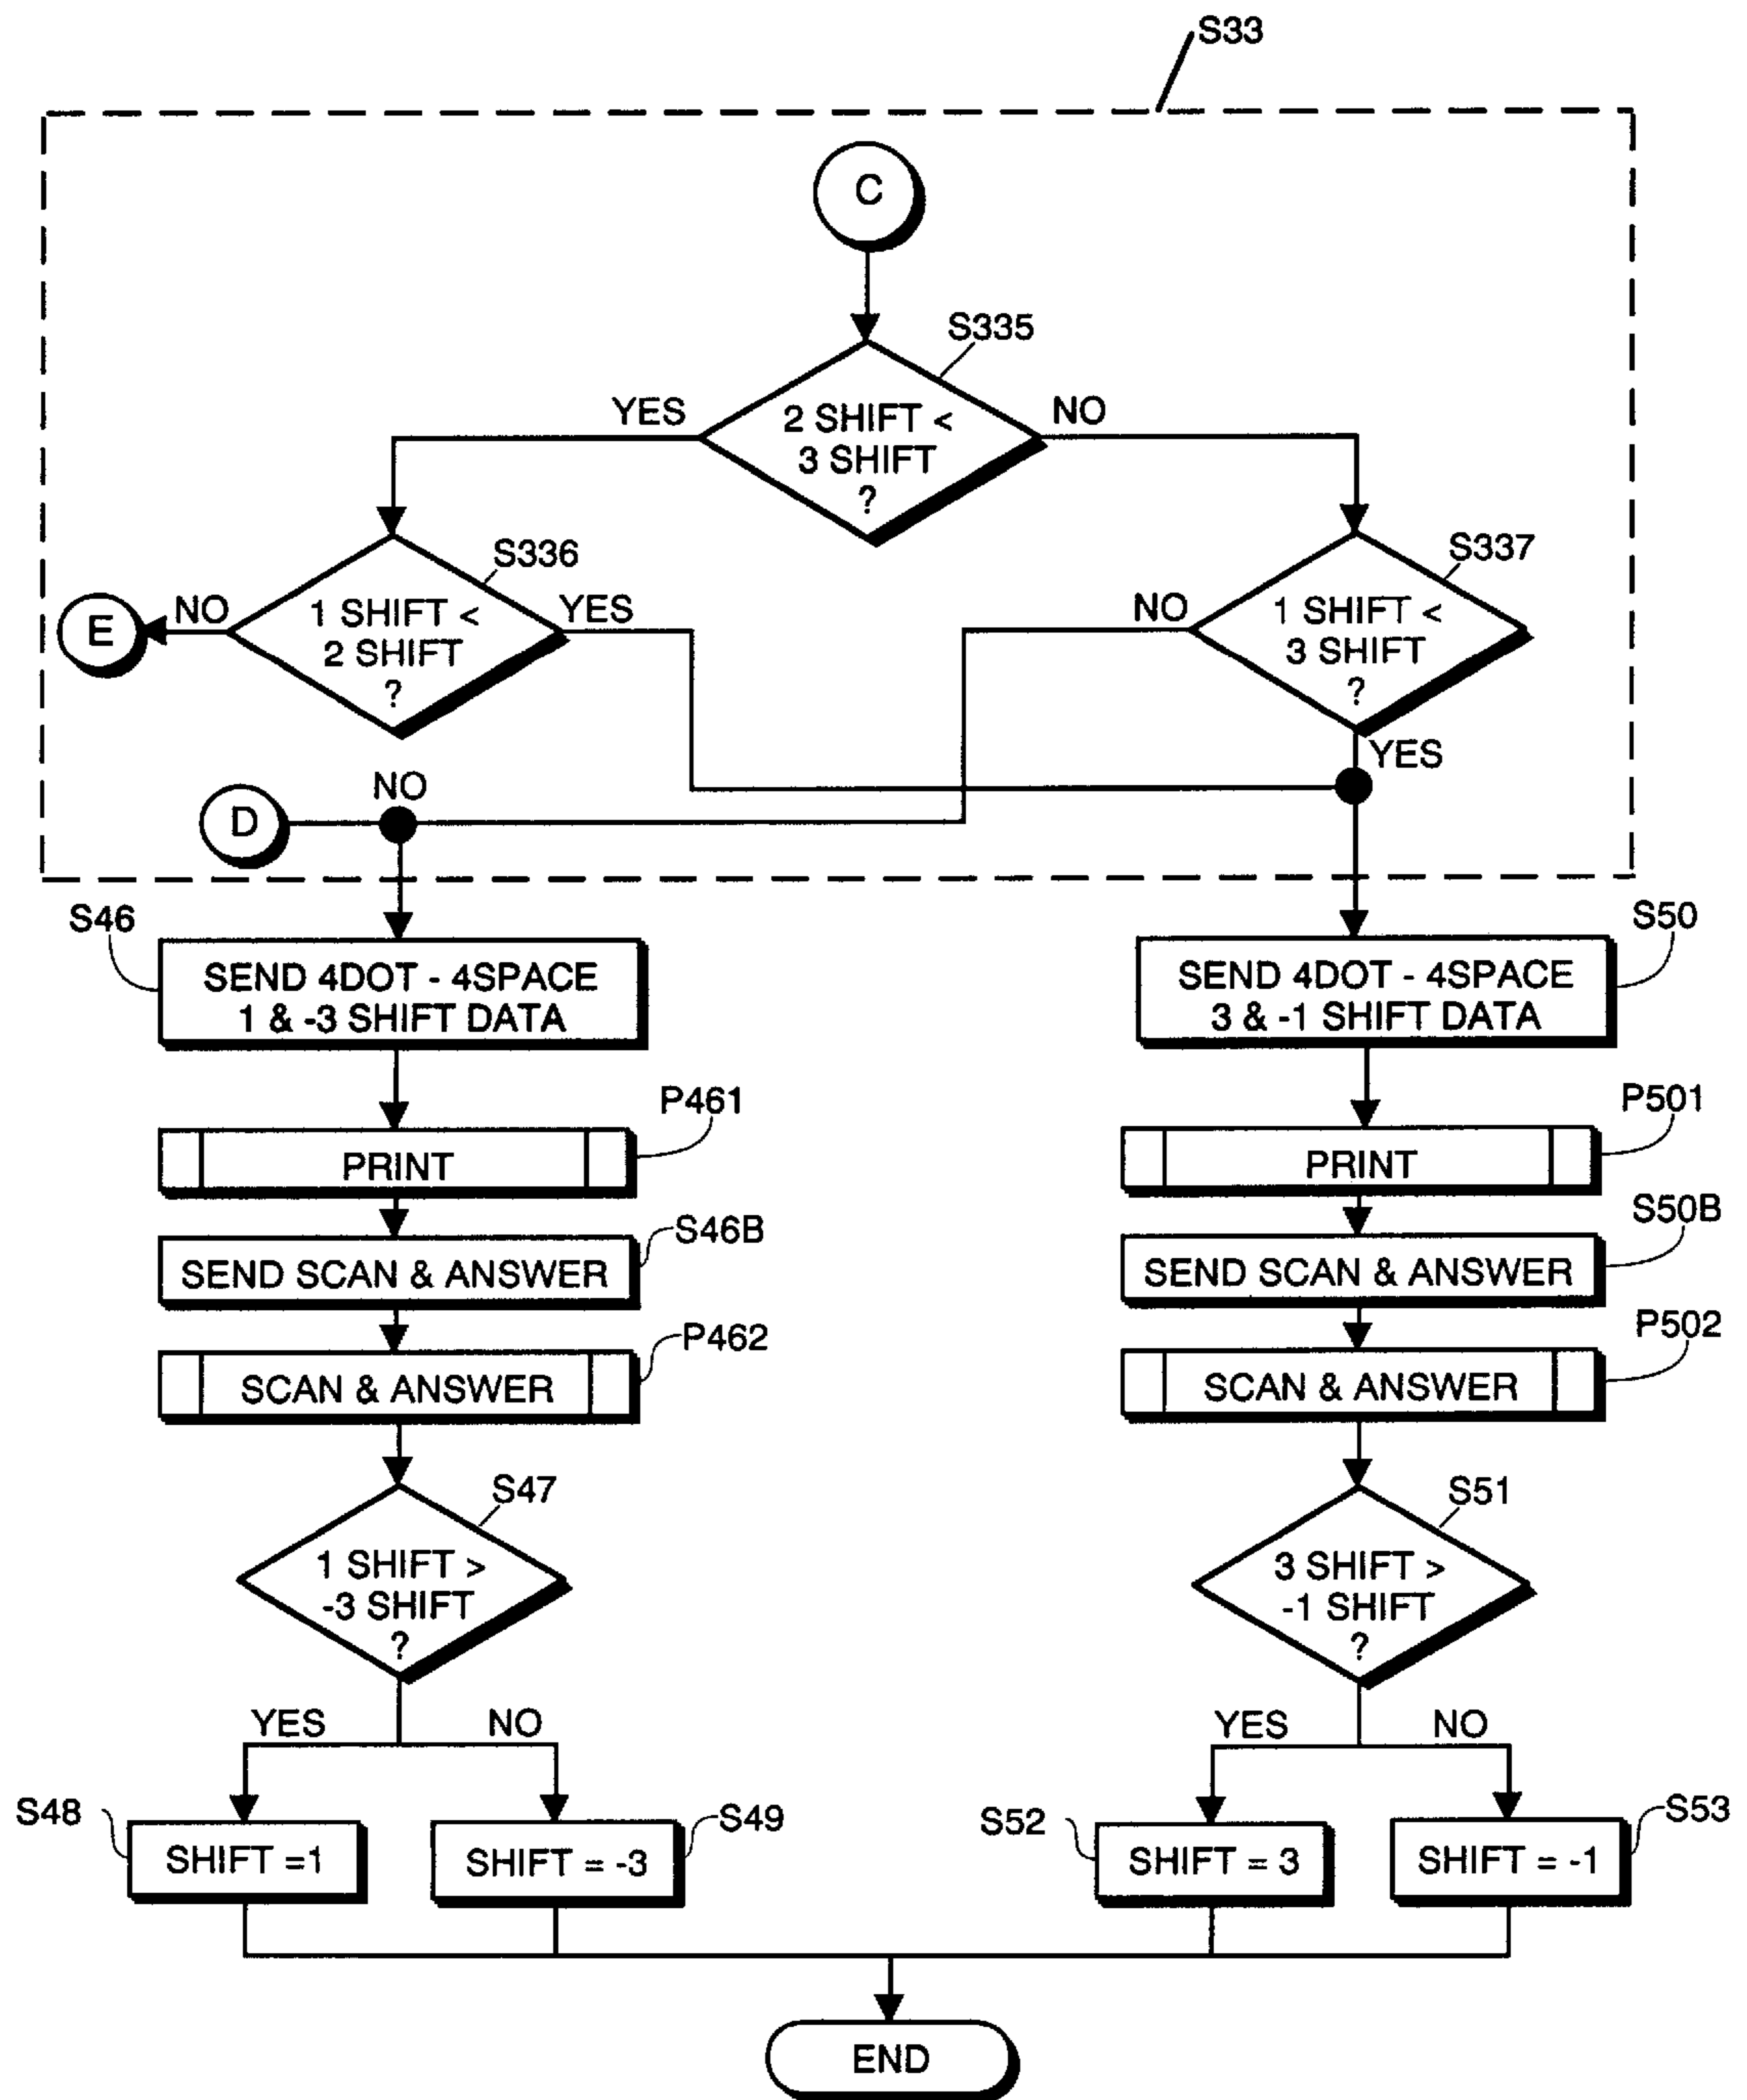 S33
C
S335
YES
2 SHIFT <
3 SHIFT
?
NO
S336
NO
1 SHIFT <
2 SHIFT
?
YES
E
S337
NO
1 SHIFT <
3 SHIFT
?
YES
D
NO
S46
SEND 4DOT - 4SPACE
1 & -3 SHIFT DATA
S50
SEND 4DOT - 4SPACE
3 & -1 SHIFT DATA
P461
PRINT
P501
PRINT
S46B
SEND SCAN & ANSWER
S50B
SEND SCAN & ANSWER
P462
SCAN & ANSWER
P502
SCAN & ANSWER
S47
1 SHIFT >
-3 SHIFT
?
S51
3 SHIFT >
-1 SHIFT
?
YES
NO
YES
NO
S48
SHIFT =1
SHIFT = -3
S49
S52
SHIFT = 3
SHIFT = -1
S53
END